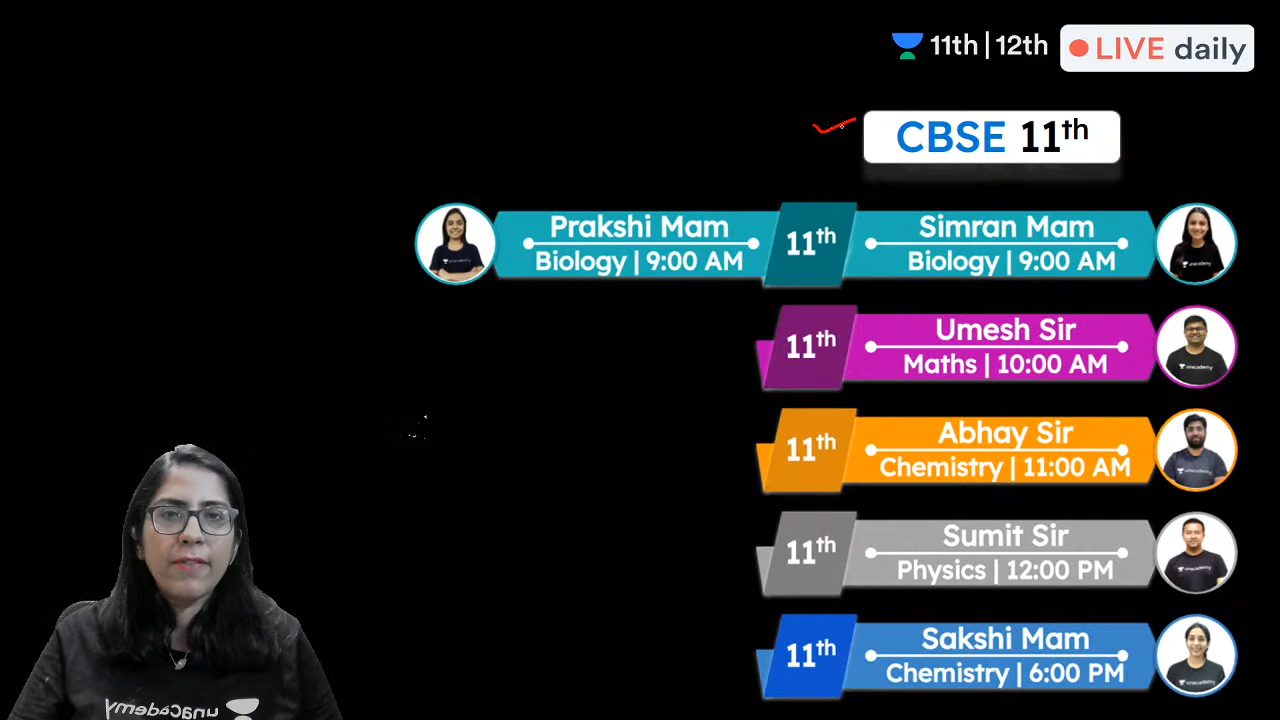 11th | 12th
LIVE daily
CBSE 11th
Prakshi Mam
Biology | 9:00 AM
11th
Simran Mam
Biology | 9:00 AM
11th
Umesh Sir
Maths | 10:00 AM
11th
Abhay Sir
Chemistry | 11:00 AM
11th
Sumit Sir
Physics | 12:00 PM
11th
Sakshi Mam
Chemistry | 6:00 PM
unacademy